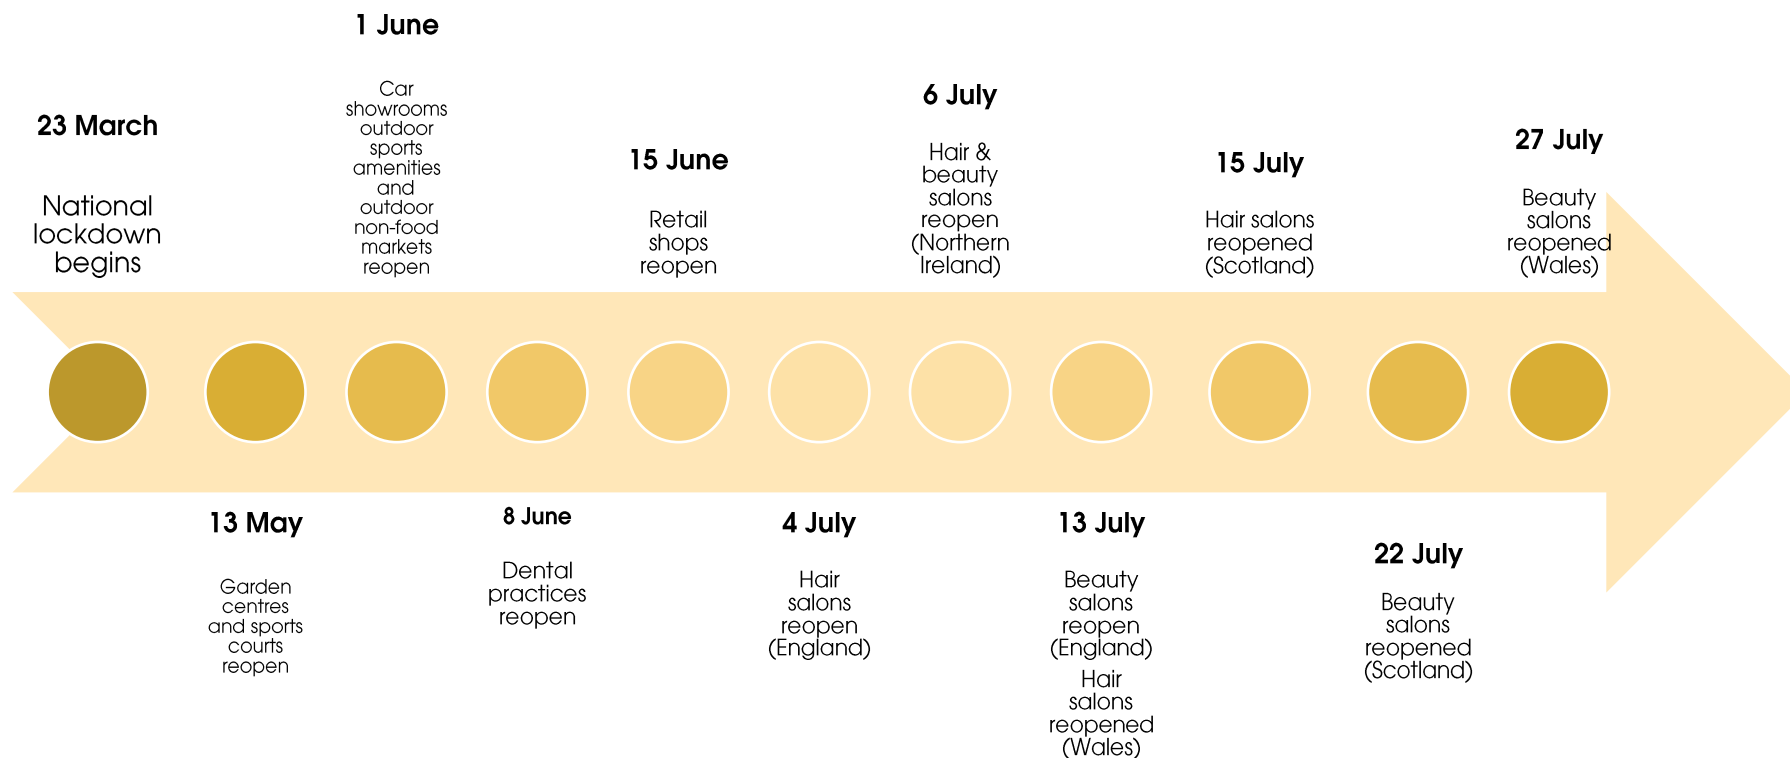 23 March
National
lockdown
begins
13 May
Garden
centres
and sports
courts
reopen
1 June
Car
showrooms
outdoor
sports
amenities
and
outdoor
non-food
markets
reopen
8 June
Dental
practices
reopen
15 June
Retail
shops
reopen
4 July
Hair
salons
reopen
(England)
6 July
Hair &
beauty
salons
reopen
(Northern
Ireland)
13 July
Beauty
salons
reopen
(England)
Hair
salons
reopened
(Wales)
15 July
Hair salons
reopened
(Scotland)
22 July
Beauty
salons
reopened
(Scotland)
27 July
Beauty
salons
reopened
(Wales)